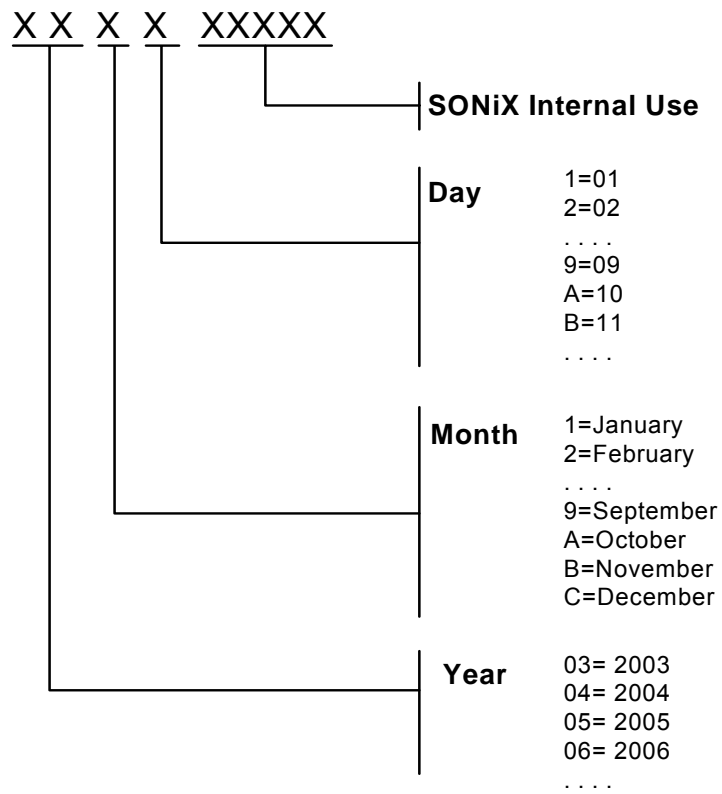 X X X X XXXXX
SONiX Internal Use
Day
1=01
2=02
. . . .
9=09
A=10
B=11
. . . .
Month
1=January
2=February
. . . .
9=September
A=October
B=November
C=December
Year
03= 2003
04= 2004
05= 2005
06= 2006
. . . .